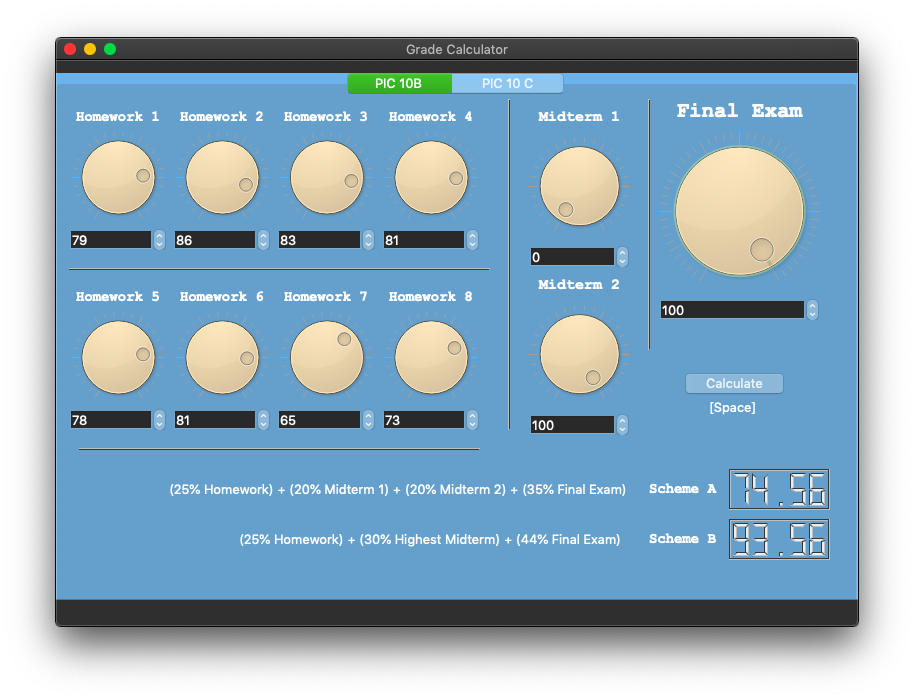 Grade Calculator
PIC 10B PIC 10 C
Homework 1 Homework 2 Homework 3 Homework 4 Midterm 1 Final Exam
79 86 83 81
0
Midterm 2
Homework 5 Homework 6 Homework 7 Homework 8
100
Calculate
[Space]
78 81 65 73
100
(25% Homework) + (20% Midterm 1) + (20% Midterm 2) + (35% Final Exam) Scheme A 74.56
(25% Homework) + (30% Highest Midterm) + (44% Final Exam) Scheme B 93.56